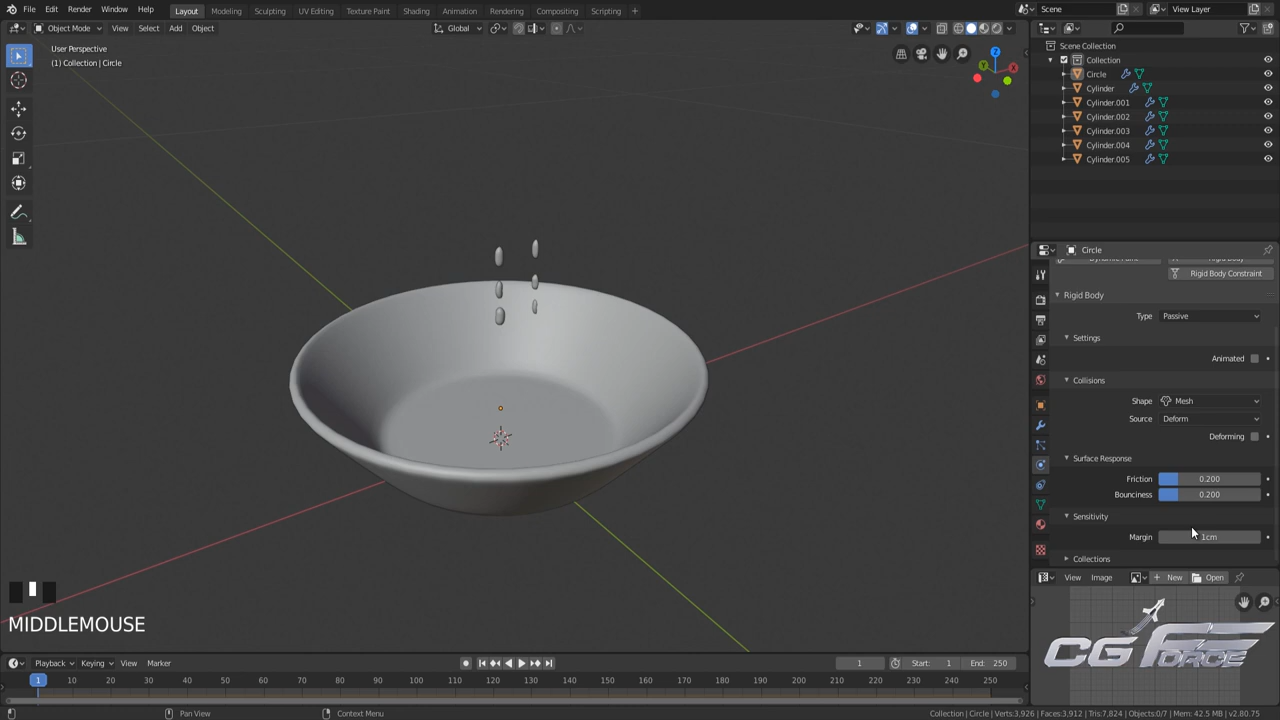 File Edit Render Window Help Layout Modeling Sculpting UV Editing Texture Paint Shading Animation Rendering Compositing Scripting + Scene View Layer
Object Mode View Select Add Object Global
User Perspective
(1) Collection | Circle
Scene Collection
Collection
Circle
Cylinder
Cylinder.001
Cylinder.002
Cylinder.003
Cylinder.004
Cylinder.005
Circle
Rigid Body Constraint
Rigid Body
Type Passive
Settings
Animated
Collisions
Shape Mesh
Source Deform
Deforming
Surface Response
Friction 0.200
Bounciness 0.200
Sensitivity
Margin 1cm
Collections
View Image + New Open
X
Y
Z
MIDDLEMOUSE
CG FORCE
Playback Keying View Marker 1 Start: 1 End: 250
1 10 20 30 40 50 60 70 80 90 100 110 120 130 140 150 160 170 180 190 200 210 220 230 240 250
Pan View Context Menu Collection | Circle | Verts:3,926 | Faces:3,912 | Tris:7,824 | Objects:0/7 | Mem: 42.5 MB | v2.80.75